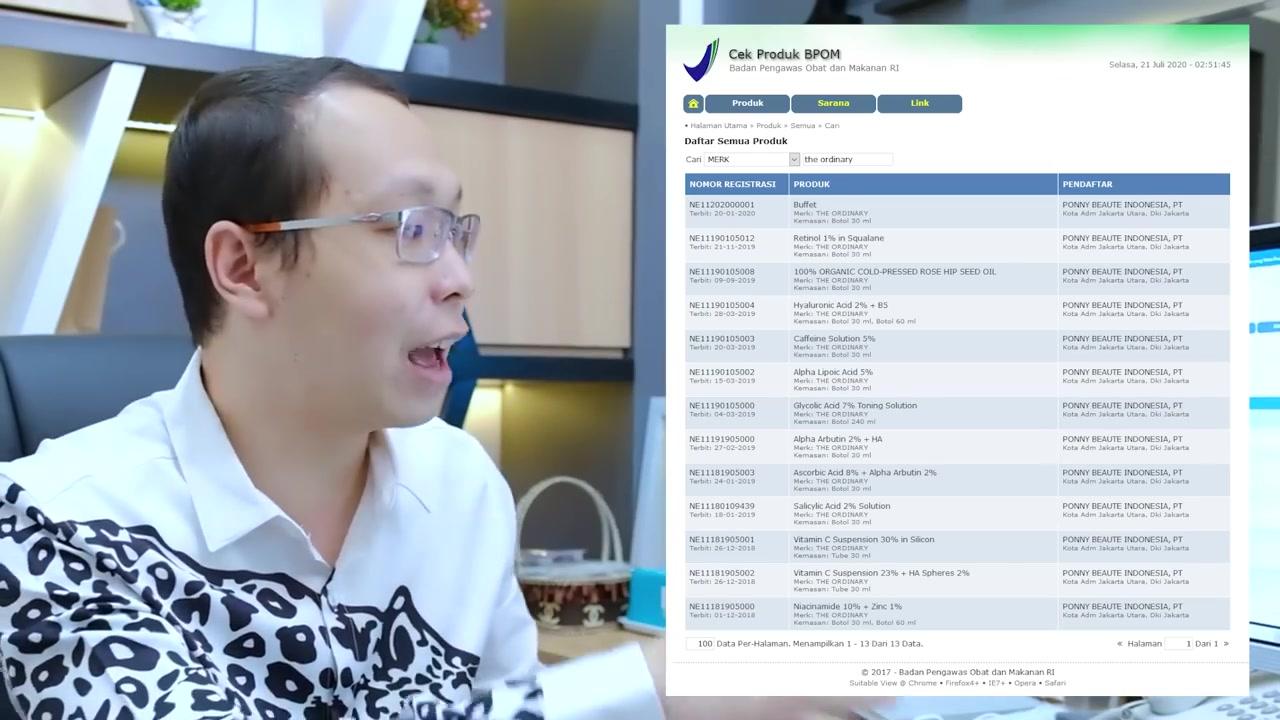 Cek Produk BPOM
Badan Pengawas Obat dan Makanan RI
Selasa, 21 Juli 2020 - 02:51:45
Produk Sarana Link
• Halaman Utama » Produk » Semua » Cari
Daftar Semua Produk
Cari MERK the ordinary
NOMOR REGISTRASI PRODUK PENDAFTAR
NE11202000001 Buffet PONNY BEAUTE INDONESIA, PT
Terbit: 20-01-2020 Merk: THE ORDINARY Kota Adm Jakarta Utara, Dki Jakarta
Kemasan: Botol 30 ml
NE11190105012 Retinol 1% in Squalane PONNY BEAUTE INDONESIA, PT
Terbit: 21-11-2019 Merk: THE ORDINARY Kota Adm Jakarta Utara, Dki Jakarta
Kemasan: Botol 30 ml
NE11190105008 100% ORGANIC COLD-PRESSED ROSE HIP SEED OIL PONNY BEAUTE INDONESIA, PT
Terbit: 09-09-2019 Merk: THE ORDINARY Kota Adm Jakarta Utara, Dki Jakarta
Kemasan: Botol 30 ml
NE11190105004 Hyaluronic Acid 2% + B5 PONNY BEAUTE INDONESIA, PT
Terbit: 28-03-2019 Merk: THE ORDINARY Kota Adm Jakarta Utara, Dki Jakarta
Kemasan: Botol 30 ml, Botol 60 ml
NE11190105003 Caffeine Solution 5% PONNY BEAUTE INDONESIA, PT
Terbit: 20-03-2019 Merk: THE ORDINARY Kota Adm Jakarta Utara, Dki Jakarta
Kemasan: Botol 30 ml
NE11190105002 Alpha Lipoic Acid 5% PONNY BEAUTE INDONESIA, PT
Terbit: 15-03-2019 Merk: THE ORDINARY Kota Adm Jakarta Utara, Dki Jakarta
Kemasan: Botol 30 ml
NE11190105000 Glycolic Acid 7% Toning Solution PONNY BEAUTE INDONESIA, PT
Terbit: 04-03-2019 Merk: THE ORDINARY Kota Adm Jakarta Utara, Dki Jakarta
Kemasan: Botol 240 ml
NE11191905000 Alpha Arbutin 2% + HA PONNY BEAUTE INDONESIA, PT
Terbit: 27-02-2019 Merk: THE ORDINARY Kota Adm Jakarta Utara, Dki Jakarta
Kemasan: Botol 30 ml
NE11181905003 Ascorbic Acid 8% + Alpha Arbutin 2% PONNY BEAUTE INDONESIA, PT
Terbit: 24-01-2019 Merk: THE ORDINARY Kota Adm Jakarta Utara, Dki Jakarta
Kemasan: Botol 30 ml
NE11180109439 Salicylic Acid 2% Solution PONNY BEAUTE INDONESIA, PT
Terbit: 18-01-2019 Merk: THE ORDINARY Kota Adm Jakarta Utara, Dki Jakarta
Kemasan: Botol 30 ml
NE11181905001 Vitamin C Suspension 30% in Silicon PONNY BEAUTE INDONESIA, PT
Terbit: 26-12-2018 Merk: THE ORDINARY Kota Adm Jakarta Utara, Dki Jakarta
Kemasan: Tube 30 ml
NE11181905002 Vitamin C Suspension 23% + HA Spheres 2% PONNY BEAUTE INDONESIA, PT
Terbit: 26-12-2018 Merk: THE ORDINARY Kota Adm Jakarta Utara, Dki Jakarta
Kemasan: Tube 30 ml
NE11181905000 Niacinamide 10% + Zinc 1% PONNY BEAUTE INDONESIA, PT
Terbit: 01-12-2018 Merk: THE ORDINARY Kota Adm Jakarta Utara, Dki Jakarta
Kemasan: Botol 30 ml, Botol 60 ml
100 Data Per-Halaman. Menampilkan 1 - 13 Dari 13 Data. « Halaman 1 Dari 1 »
© 2017 - Badan Pengawas Obat dan Makanan RI
Suitable View @ Chrome • Firefox4+ • IE7+ • Opera • Safari